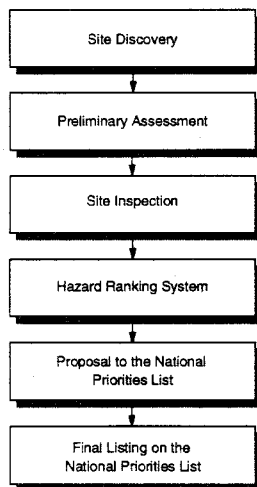 Site Discovery
Preliminary Assessment
Site Inspection
Hazard Ranking System
Proposal to the National
Priorities List
Final Listing on the
National Priorities List